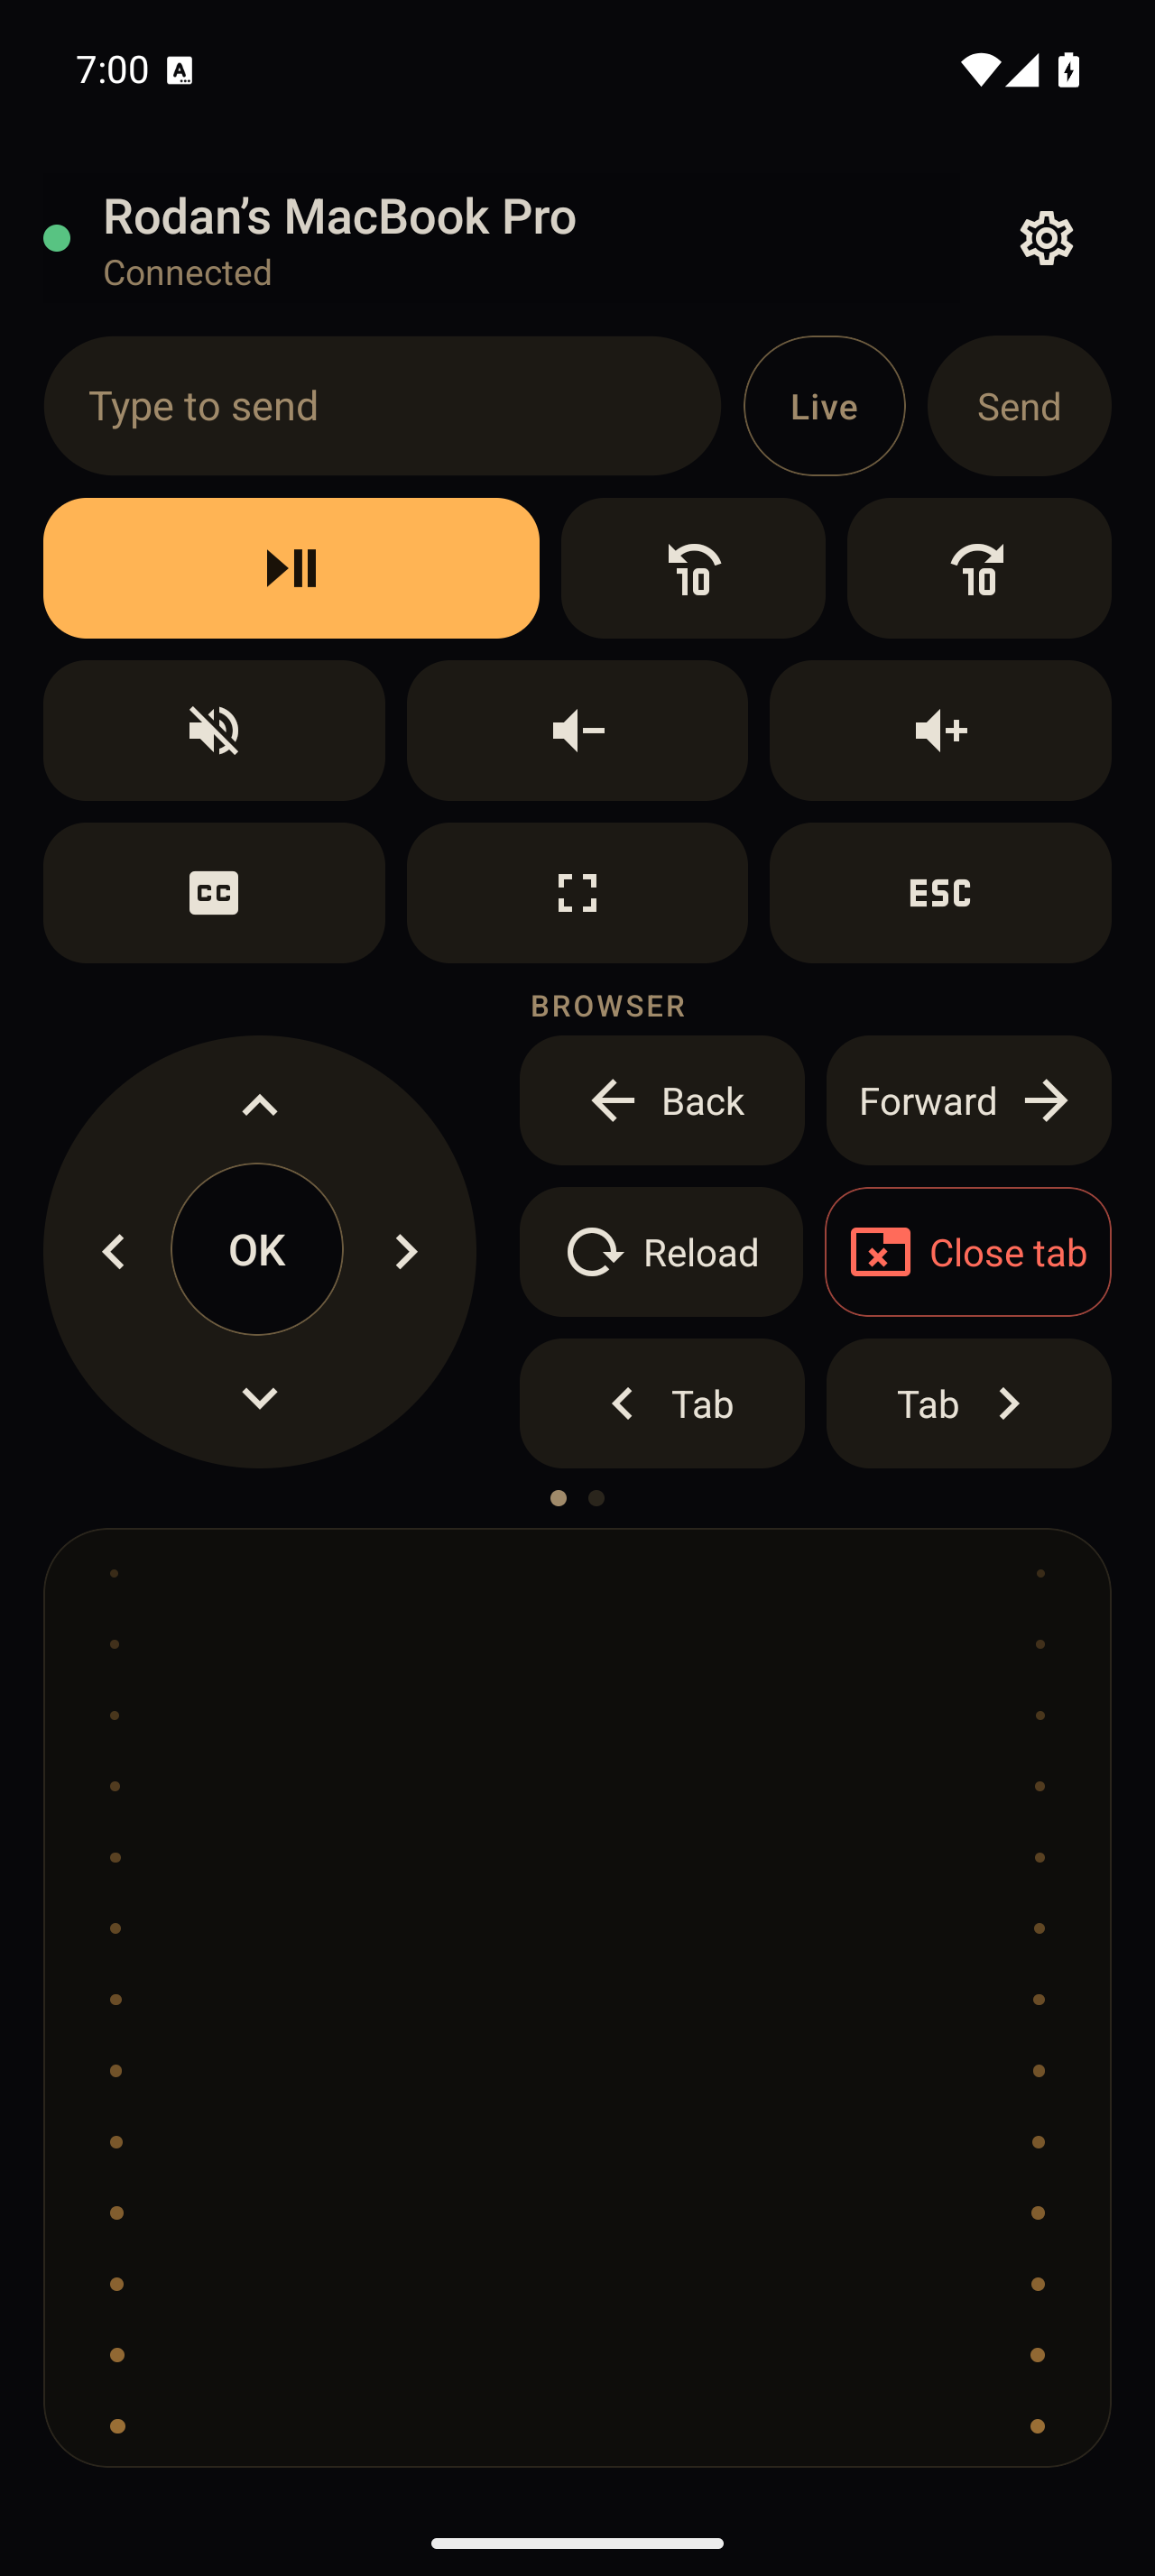 7:00 A
Rodan’s MacBook Pro
Connected
Type to send
Live
Send
10
10
CC
ESC
BROWSER
Back
Forward
OK
Reload
Close tab
Tab
Tab